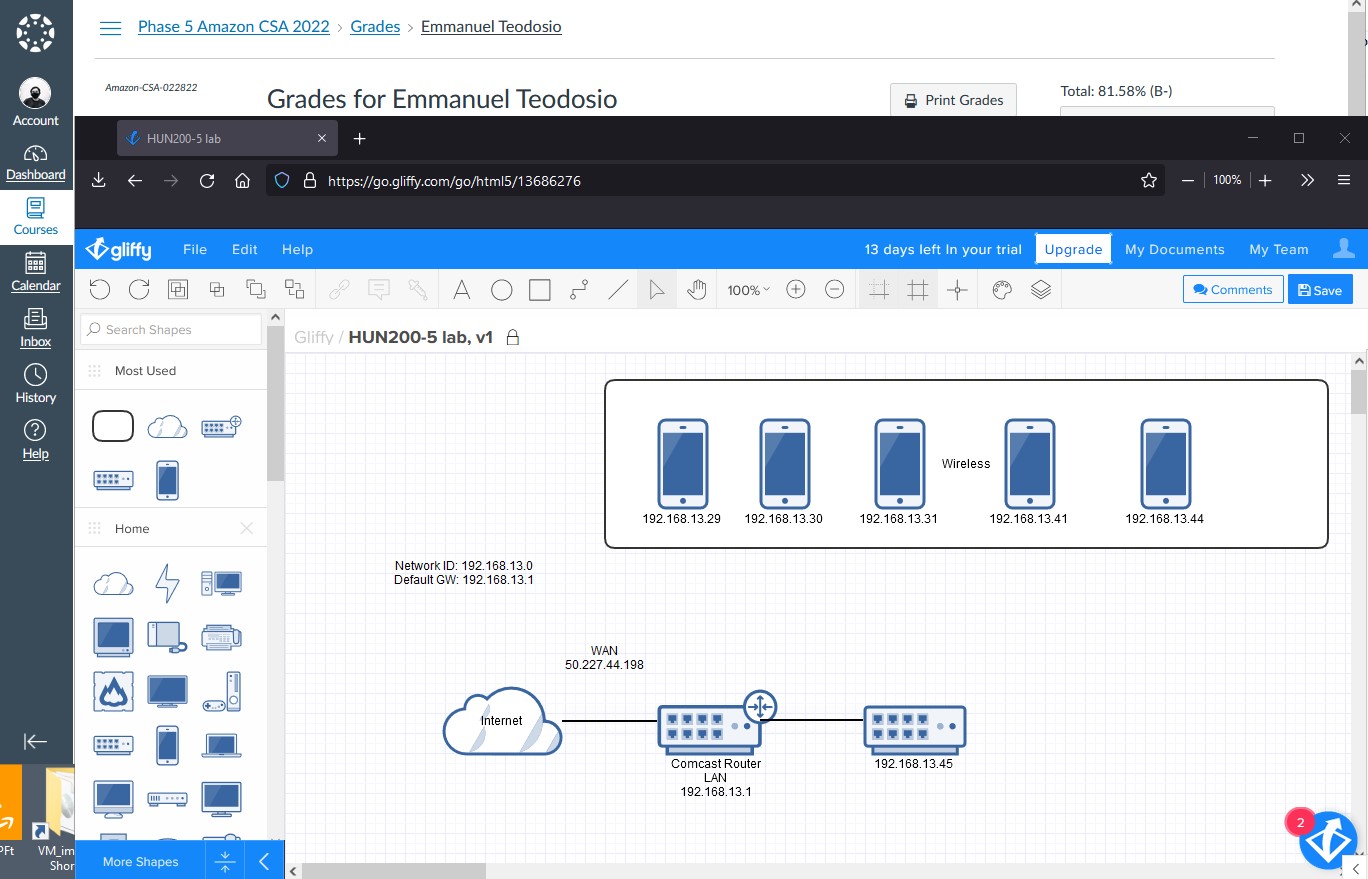 Phase 5 Amazon CSA 2022 › Grades › Emmanuel Teodosio
Amazon-CSA-022822
Grades for Emmanuel Teodosio
Print Grades
Total: 81.58% (B-)
Account
Dashboard
Courses
Calendar
Inbox
History
Help
HUN200-5 lab
https://go.gliffy.com/go/html5/13686276
100%
gliffy
File
Edit
Help
13 days left In your trial
Upgrade
My Documents
My Team
100%
Comments
Save
Search Shapes
Gliffy / HUN200-5 lab, v1
Most Used
Home
More Shapes
Wireless
192.168.13.29
192.168.13.30
192.168.13.31
192.168.13.41
192.168.13.44
Network ID: 192.168.13.0
Default GW: 192.168.13.1
WAN
50.227.44.198
Internet
Comcast Router
LAN
192.168.13.1
192.168.13.45
2
PFt
VM_im
Shor